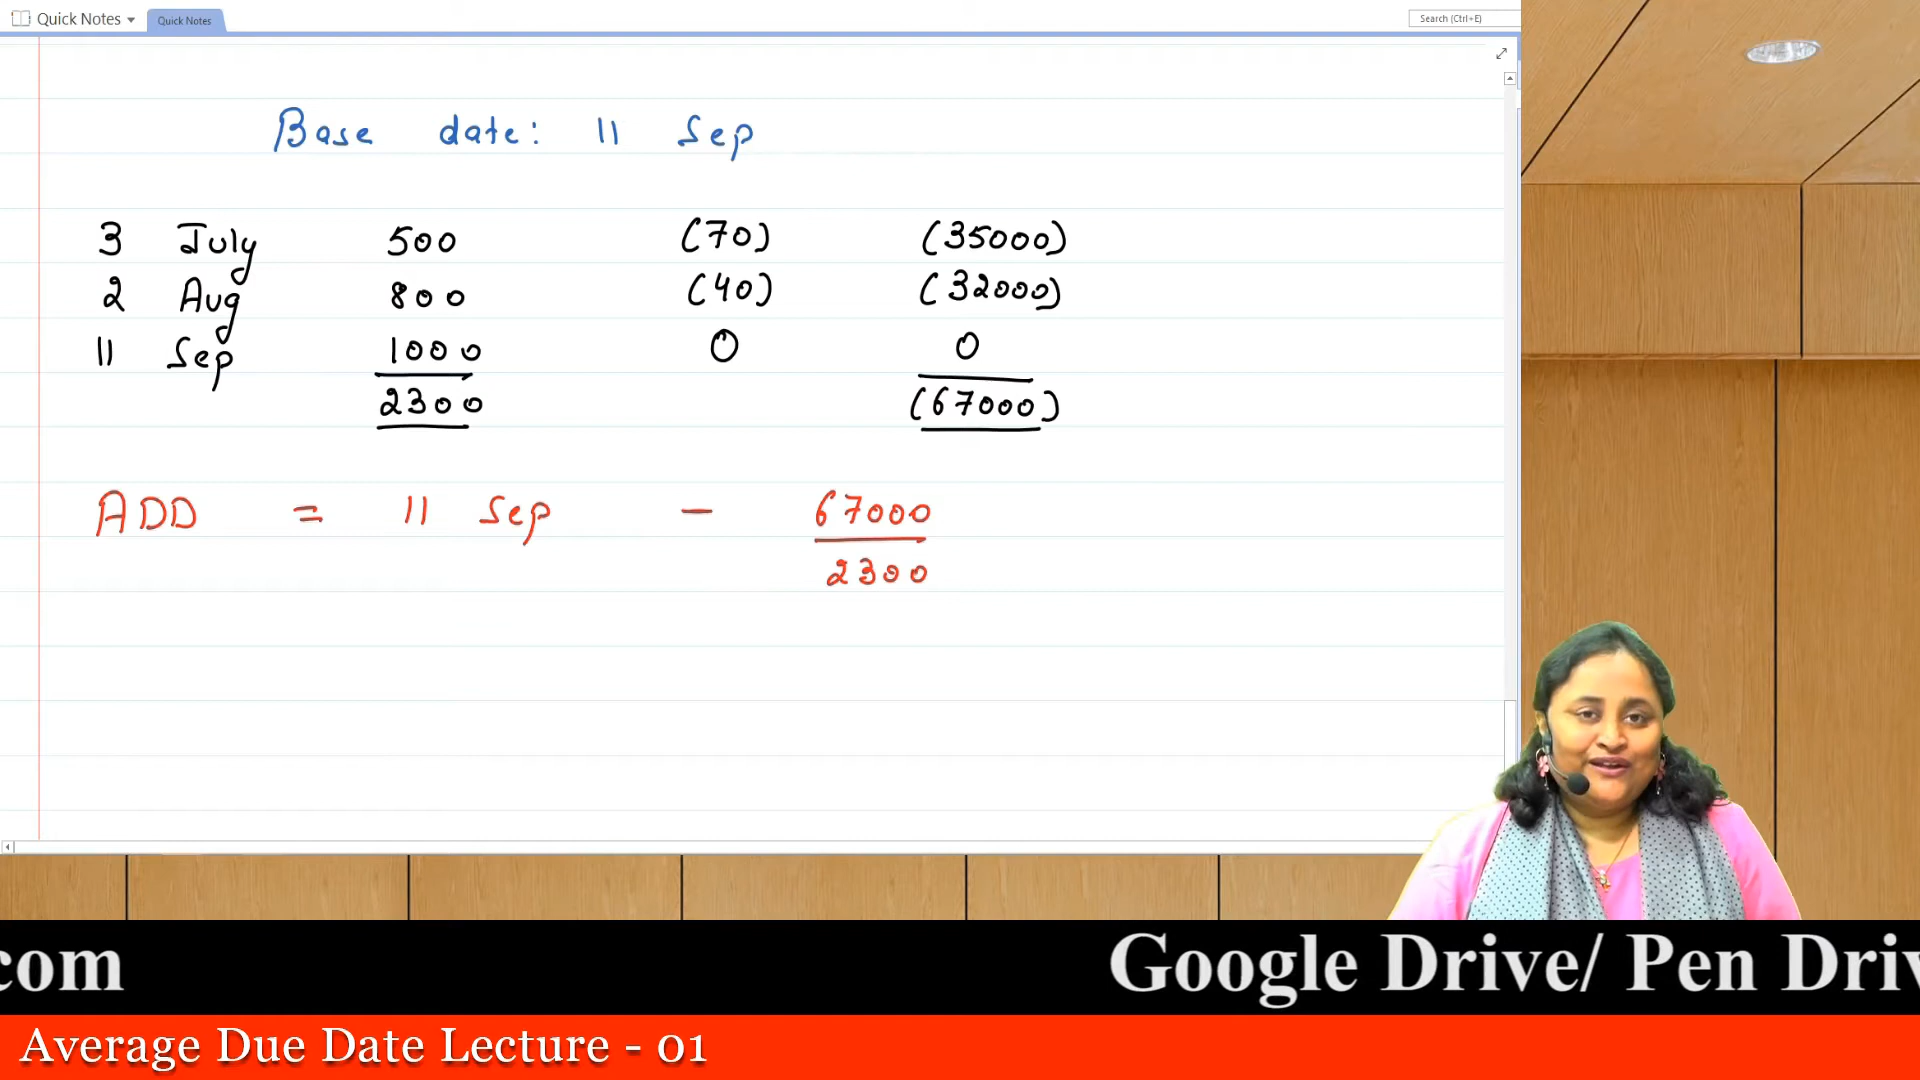 Quick Notes
Quick Notes
Search (Ctrl+E)
Base date: 11 Sep
3 July 500 (70) (35000)
2 Aug 800 (40) (32000)
11 Sep 1000 0 0
2300 (67000)
ADD = 11 Sep - 67000
2300
com Google Drive/ Pen Driv
Average Due Date Lecture - 01